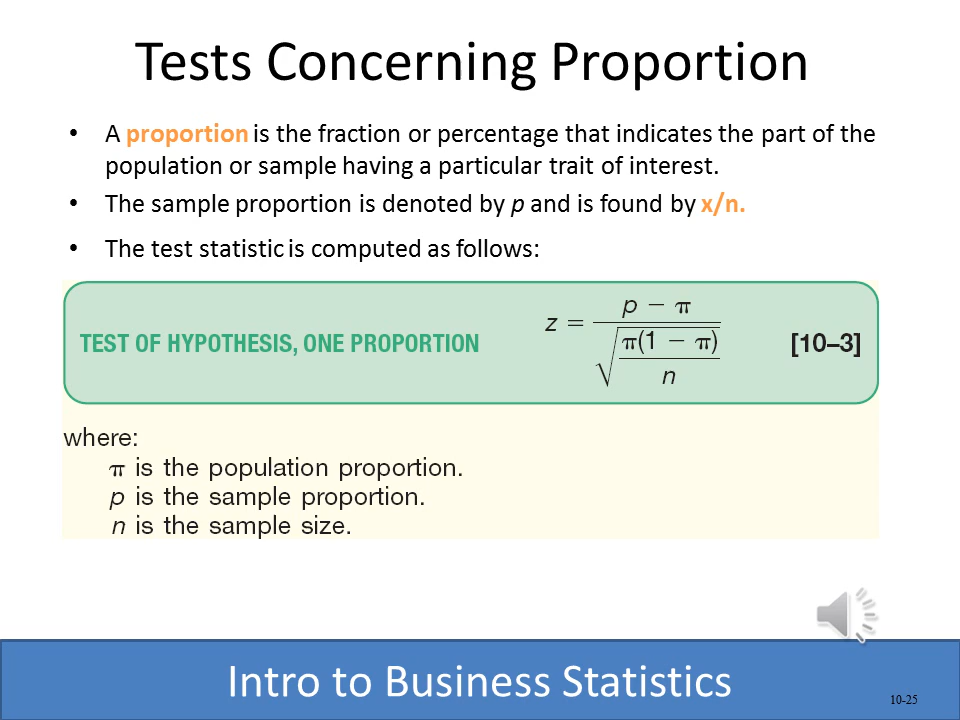 Tests Concerning Proportion
• A proportion is the fraction or percentage that indicates the part of the
population or sample having a particular trait of interest.
• The sample proportion is denoted by p and is found by x/n.
• The test statistic is computed as follows:
TEST OF HYPOTHESIS, ONE PROPORTION z = (p − π) / √(π(1 − π) / n) [10–3]
where:
π is the population proportion.
p is the sample proportion.
n is the sample size.
Intro to Business Statistics
10-25